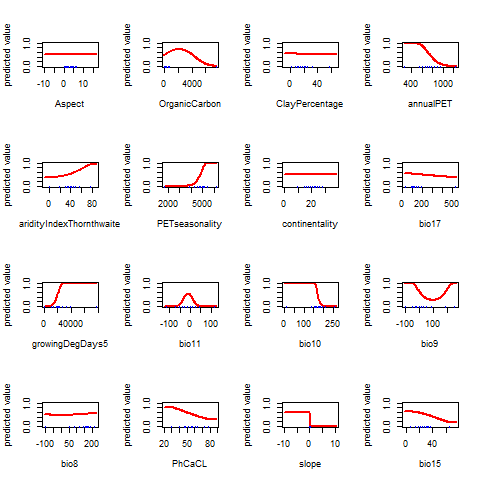 predicted value
0.0 1.0
-10 0 5 10
Aspect
predicted value
0.0 1.0
0 4000
OrganicCarbon
predicted value
0.0 1.0
0 40
ClayPercentage
predicted value
0.0 1.0
400 1000
annualPET
predicted value
0.0 1.0
0 40 80
aridityIndexThornthwaite
predicted value
0.0 1.0
2000 5000
PETseasonality
predicted value
0.0 1.0
0 20
continentality
predicted value
0.0 1.0
0 200 500
bio17
predicted value
0.0 1.0
0 40000
growingDegDays5
predicted value
0.0 1.0
-100 0 100
bio11
predicted value
0.0 1.0
0 100 250
bio10
predicted value
0.0 1.0
-100 100
bio9
predicted value
0.0 1.0
-100 50 200
bio8
predicted value
0.0 1.0
20 50 80
PhCaCL
predicted value
0.0 1.0
-10 0 10
slope
predicted value
0.0 1.0
0 40
bio15